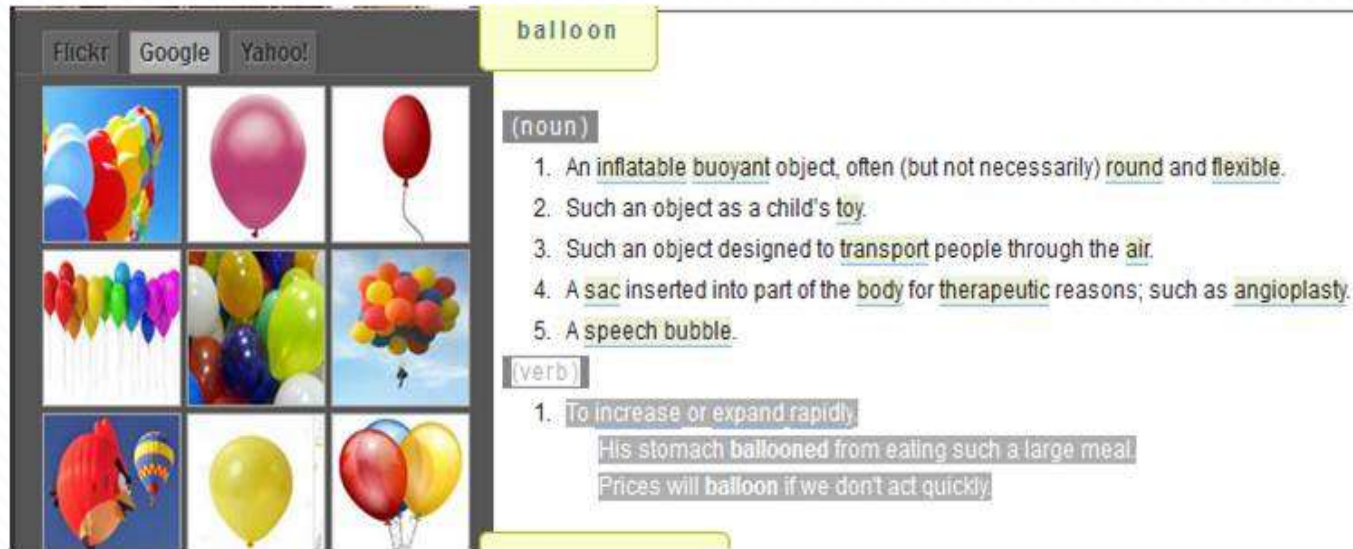 Flickr Google Yahoo!
balloon
(noun)
1. An inflatable buoyant object, often (but not necessarily) round and flexible.
2. Such an object as a child's toy.
3. Such an object designed to transport people through the air.
4. A sac inserted into part of the body for therapeutic reasons; such as angioplasty.
5. A speech bubble.
(verb)
1. To increase or expand rapidly.
His stomach ballooned from eating such a large meal.
Prices will balloon if we don't act quickly.